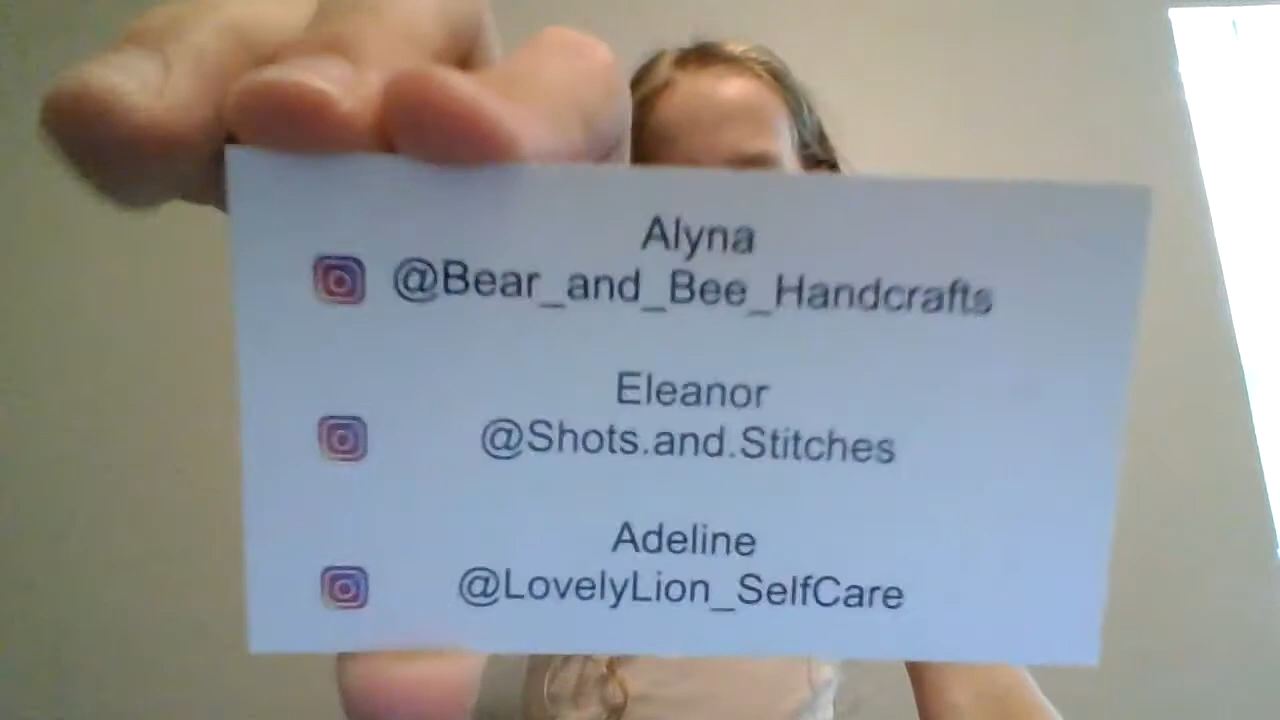 Alyna
@Bear_and_Bee_Handcrafts
Eleanor
@Shots.and.Stitches
Adeline
@LovelyLion_SelfCare